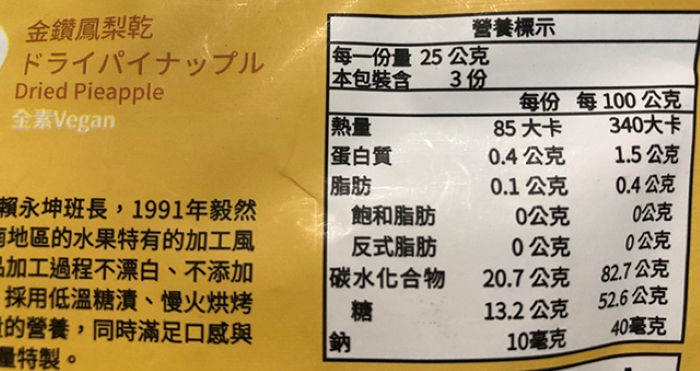 金鑽鳳梨乾
ドライパイナップル
Dried Pieapple
全素Vegan
賴永坤班長，1991年毅然
南地區的水果特有的加工風
品加工過程不漂白、不添加
採用低溫糖漬、慢火烘烤
的營養，同時滿足口感與
量特製。
營養標示
每一份量 25 公克
本包裝含 3 份
每份 每 100 公克
熱量 85 大卡 340大卡
蛋白質 0.4 公克 1.5 公克
脂肪 0.1 公克 0.4 公克
飽和脂肪 0公克 0公克
反式脂肪 0 公克 0 公克
碳水化合物 20.7 公克 82.7 公克
糖 13.2 公克 52.6 公克
鈉 10毫克 40毫克